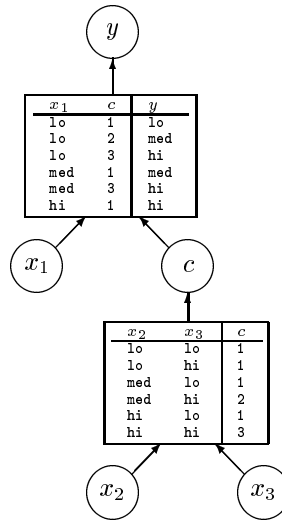 y
x1 c y
lo 1 lo
lo 2 med
lo 3 hi
med 1 med
med 3 hi
hi 1 hi
x1 c
x2 x3 c
lo lo 1
lo hi 1
med lo 1
med hi 2
hi lo 1
hi hi 3
x2 x3